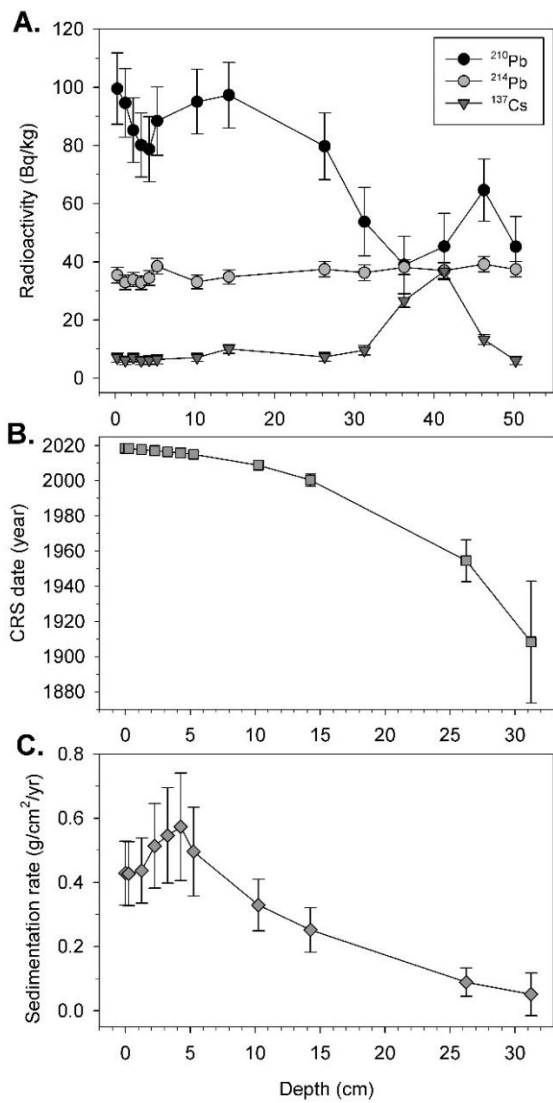 A.
120
100
80
60
40
20
0
Radioactivity (Bq/kg)
²¹⁰Pb
²¹⁴Pb
¹³⁷Cs
0 10 20 30 40 50
B.
2020
2000
1980
1960
1940
1920
1900
1880
CRS date (year)
0 5 10 15 20 25 30
C.
0.8
0.6
0.4
0.2
0.0
Sedimentation rate (g/cm²/yr)
0 5 10 15 20 25 30
Depth (cm)